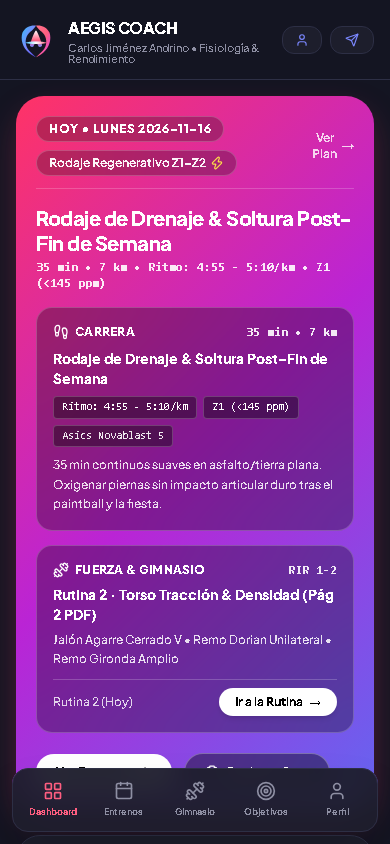 AEGIS COACH
Carlos Jiménez Andrino • Fisiología &
Rendimiento
HOY • LUNES 2026-11-16
Rodaje Regenerativo Z1-Z2
Ver
Plan →
Rodaje de Drenaje & Soltura Post-
Fin de Semana
35 min • 7 km • Ritmo: 4:55 - 5:10/km • Z1
(<145 ppm)
CARRERA
35 min • 7 km
Rodaje de Drenaje & Soltura Post-Fin de
Semana
Ritmo: 4:55 - 5:10/km
Z1 (<145 ppm)
Asics Novablast 5
35 min continuos suaves en asfalto/tierra plana.
Oxigenar piernas sin impacto articular duro tras el
paintball y la fiesta.
FUERZA & GIMNASIO
RIR 1-2
Rutina 2 · Torso Tracción & Densidad (Pág
2 PDF)
Jalón Agarre Cerrado V • Remo Dorian Unilateral •
Remo Gironda Amplio
Rutina 2 (Hoy)
Ir a la Rutina →
Dashboard
Entrenos
Gimnasio
Objetivos
Perfil